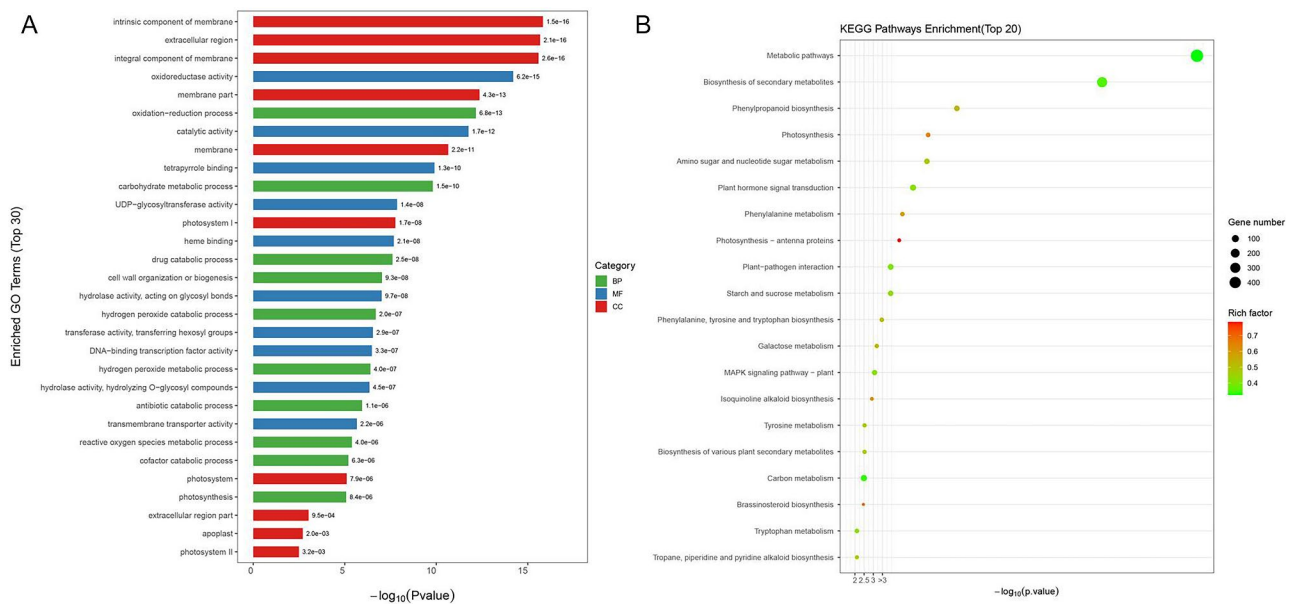 A
Enriched GO Terms (Top 30)
intrinsic component of membrane 1.5e−16
extracellular region 2.1e−16
integral component of membrane 2.6e−16
oxidoreductase activity 6.2e−15
membrane part 4.3e−13
oxidation−reduction process 6.8e−13
catalytic activity 1.7e−12
membrane 2.2e−11
tetrapyrrole binding 1.3e−10
carbohydrate metabolic process 1.5e−10
UDP−glycosyltransferase activity 1.4e−08
photosystem I 1.7e−08
heme binding 2.1e−08
drug catabolic process 2.5e−08
cell wall organization or biogenesis 9.3e−08
hydrolase activity, acting on glycosyl bonds 9.7e−08
hydrogen peroxide catabolic process 2.0e−07
transferase activity, transferring hexosyl groups 2.9e−07
DNA−binding transcription factor activity 3.3e−07
hydrogen peroxide metabolic process 4.0e−07
hydrolase activity, hydrolyzing O−glycosyl compounds 4.5e−07
antibiotic catabolic process 1.1e−06
transmembrane transporter activity 2.2e−06
reactive oxygen species metabolic process 4.0e−06
cofactor catabolic process 6.3e−06
photosystem 7.9e−06
photosynthesis 8.4e−06
extracellular region part 9.5e−04
apoplast 2.0e−03
photosystem II 3.2e−03
0 5 10 15
−log10(Pvalue)
Category
BP
MF
CC
B
KEGG Pathways Enrichment(Top 20)
Metabolic pathways
Biosynthesis of secondary metabolites
Phenylpropanoid biosynthesis
Photosynthesis
Amino sugar and nucleotide sugar metabolism
Plant hormone signal transduction
Phenylalanine metabolism
Photosynthesis − antenna proteins
Plant−pathogen interaction
Starch and sucrose metabolism
Phenylalanine, tyrosine and tryptophan biosynthesis
Galactose metabolism
MAPK signaling pathway − plant
Isoquinoline alkaloid biosynthesis
Tyrosine metabolism
Biosynthesis of various plant secondary metabolites
Carbon metabolism
Brassinosteroid biosynthesis
Tryptophan metabolism
Tropane, piperidine and pyridine alkaloid biosynthesis
2 2.5 3 >3
−log10(p.value)
Gene number
100
200
300
400
Rich factor
0.7
0.6
0.5
0.4